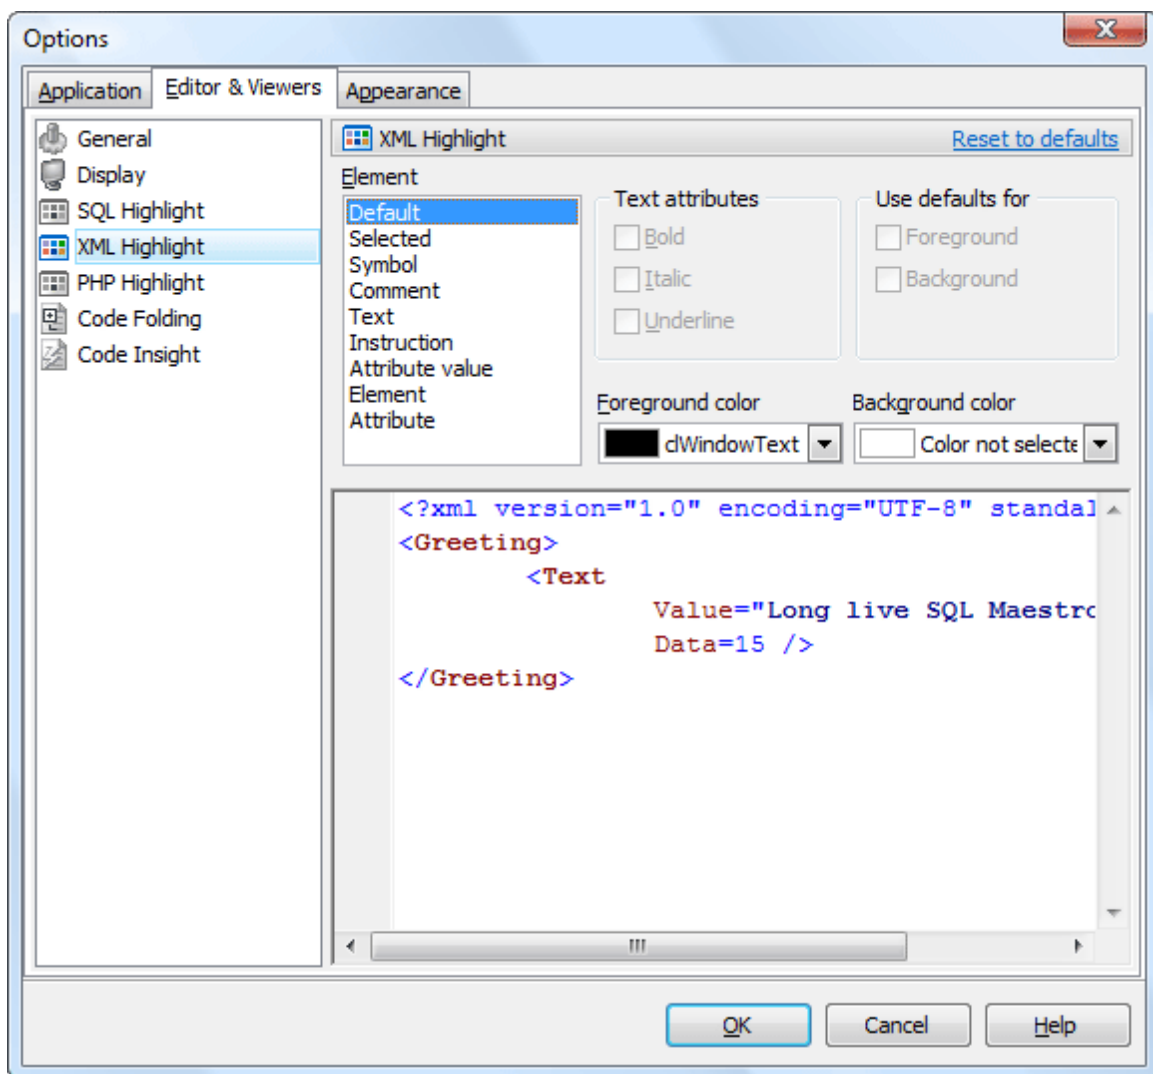 Options
Application Editor & Viewers Appearance
General
Display
SQL Highlight
XML Highlight
PHP Highlight
Code Folding
Code Insight
XML Highlight Reset to defaults
Element
Default
Selected
Symbol
Comment
Text
Instruction
Attribute value
Element
Attribute
Text attributes
Bold
Italic
Underline
Use defaults for
Foreground
Background
Foreground color
clWindowText
Background color
Color not selecte
<?xml version="1.0" encoding="UTF-8" standal
<Greeting>
<Text
Value="Long live SQL Maestro
Data=15 />
</Greeting>
OK Cancel Help